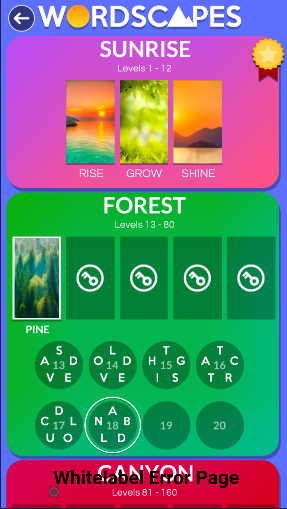 WORDSCAPES
SUNRISE
Levels 1 - 12
RISE GROW SHINE
FOREST
Levels 13 - 80
PINE
S A D V E 13
O L D V E 14
H T G I S 15
A T C T R 16
D C L U O 17
A N B L D 18
19
20
CANYON
Whitelabel Error Page
Levels 81 - 160